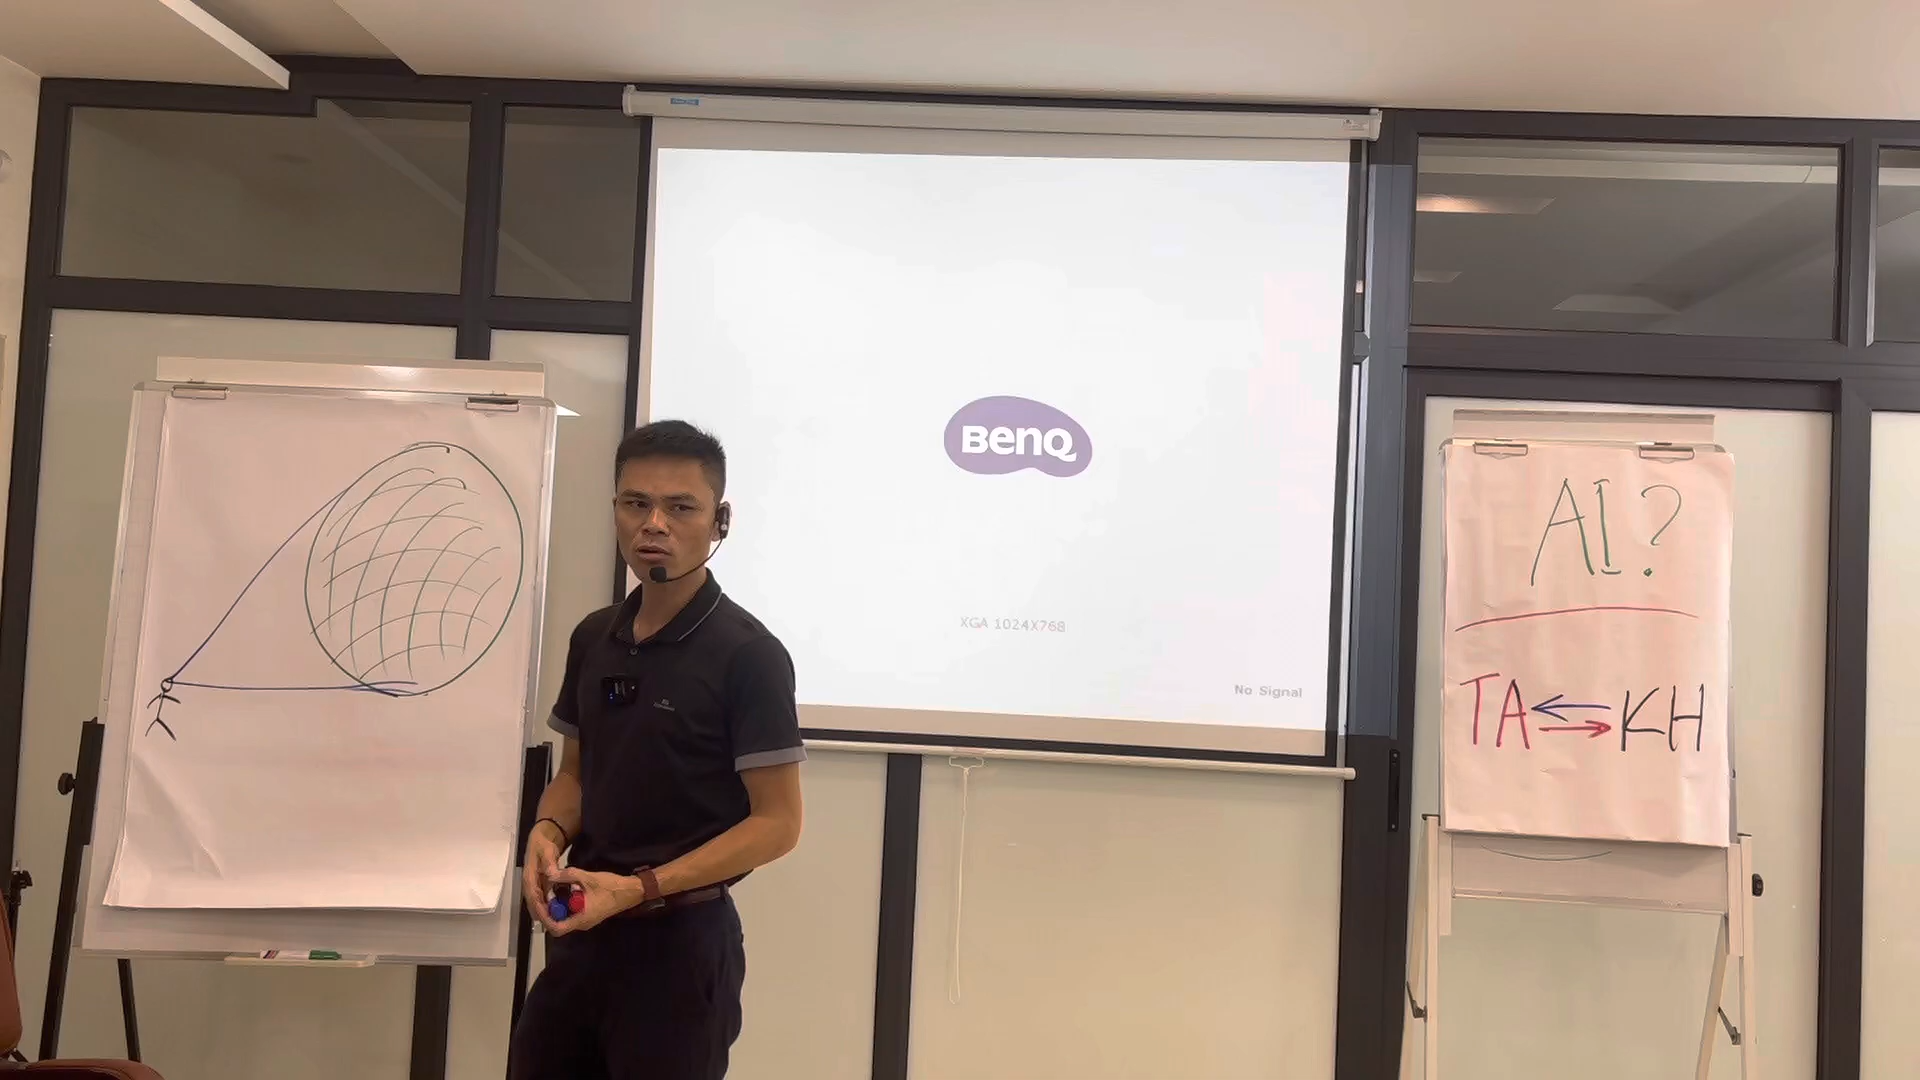 BenQ
XGA 1024X768
No Signal
AI?
TA KH